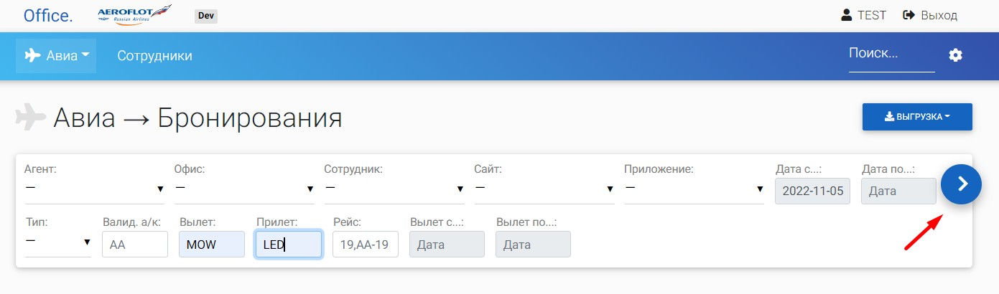 Office. AEROFLOT Russian Airlines Dev TEST Выход
Авиа Сотрудники Поиск...
Авиа → Бронирования ВЫГРУЗКА
Агент: Офис: Сотрудник: Сайт: Приложение: Дата с...: Дата по...:
— — — — — 2022-11-05 Дата
Тип: Валид. а/к: Вылет: Прилет: Рейс: Вылет с...: Вылет по...:
— AA MOW LED 19,AA-19 Дата Дата